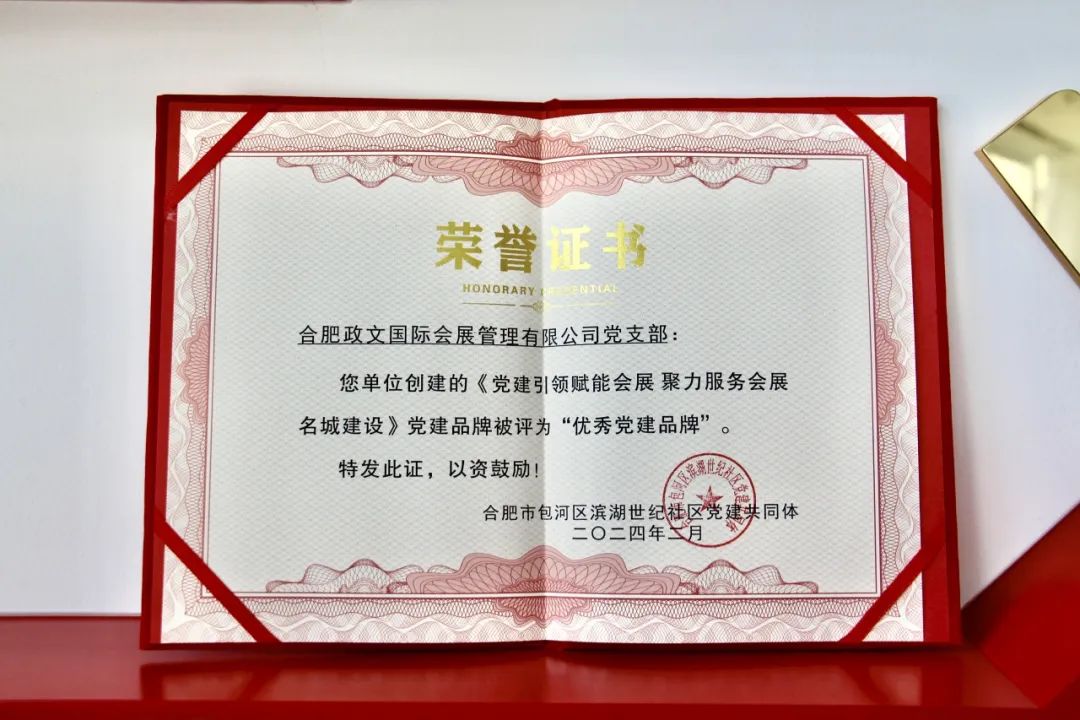 荣誉证书
HONORARY CREDENTIAL
合肥政文国际会展管理有限公司党支部：
您单位创建的《党建引领赋能会展 聚力服务会展
名城建设》党建品牌被评为“优秀党建品牌”。
特发此证，以资鼓励！
合肥市包河区滨湖世纪社区党建共同体
二〇二四年二月